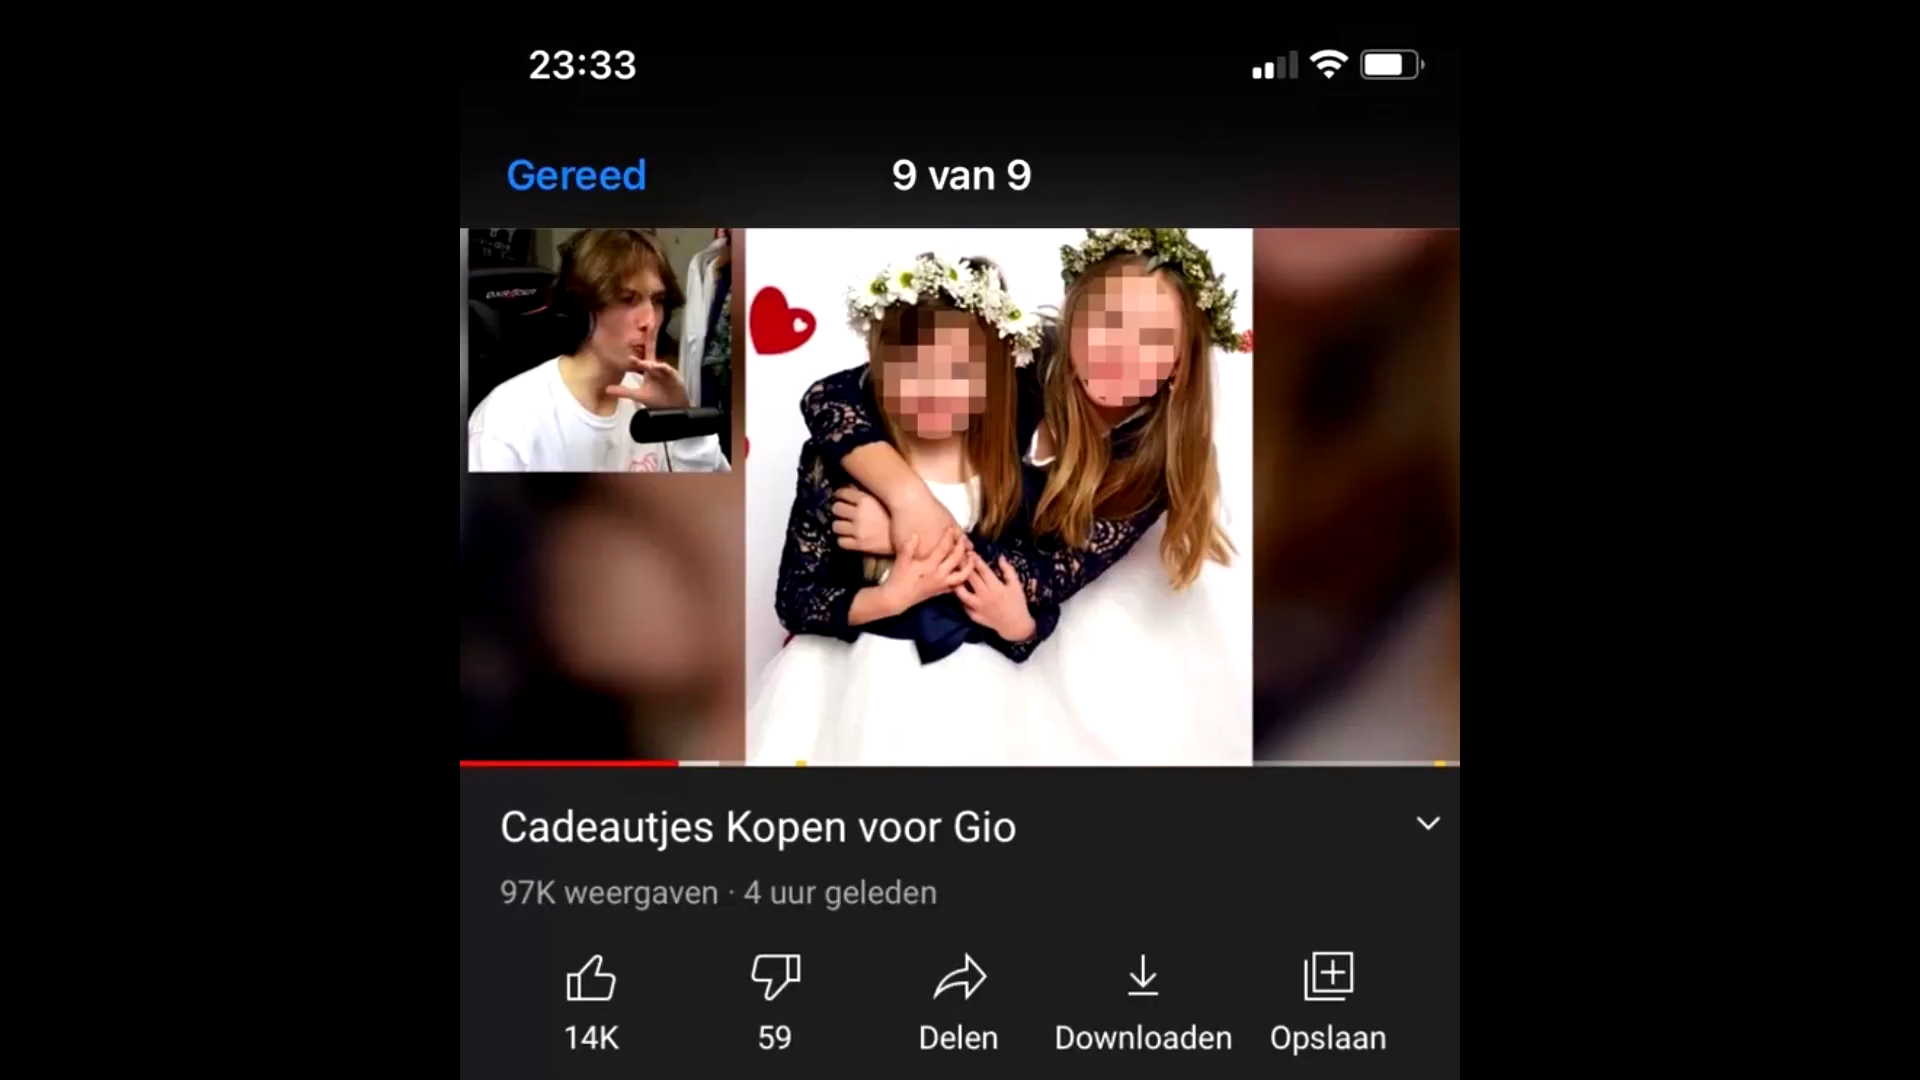 23:33
Gereed
9 van 9
DXRACER
Cadeautjes Kopen voor Gio
97K weergaven · 4 uur geleden
14K
59
Delen
Downloaden
Opslaan